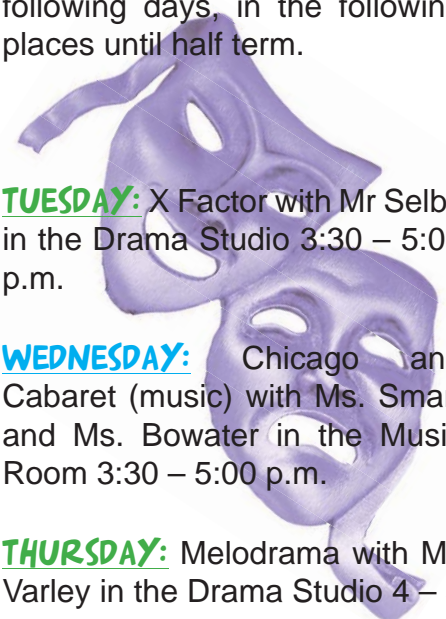 following days, in the followin
places until half term.
TUESDAY: X Factor with Mr Selb
in the Drama Studio 3:30 – 5:0
p.m.
WEDNESDAY: Chicago an
Cabaret (music) with Ms. Sma
and Ms. Bowater in the Musi
Room 3:30 – 5:00 p.m.
THURSDAY: Melodrama with M
Varley in the Drama Studio 4 –